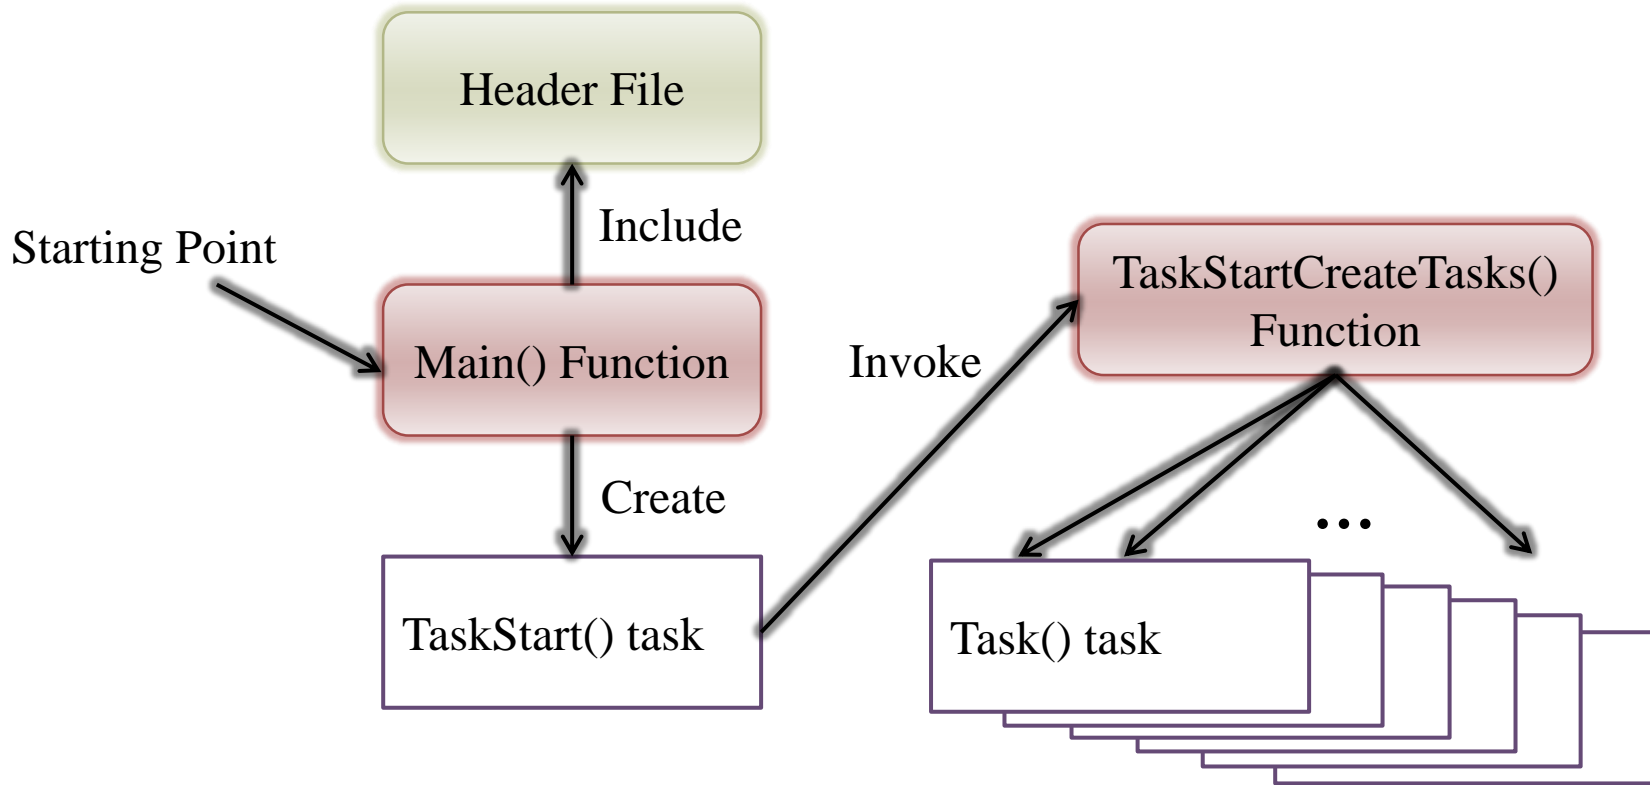 Header File
Include
Starting Point
Main() Function
Create
TaskStart() task
Invoke
TaskStartCreateTasks()
Function
...
Task() task